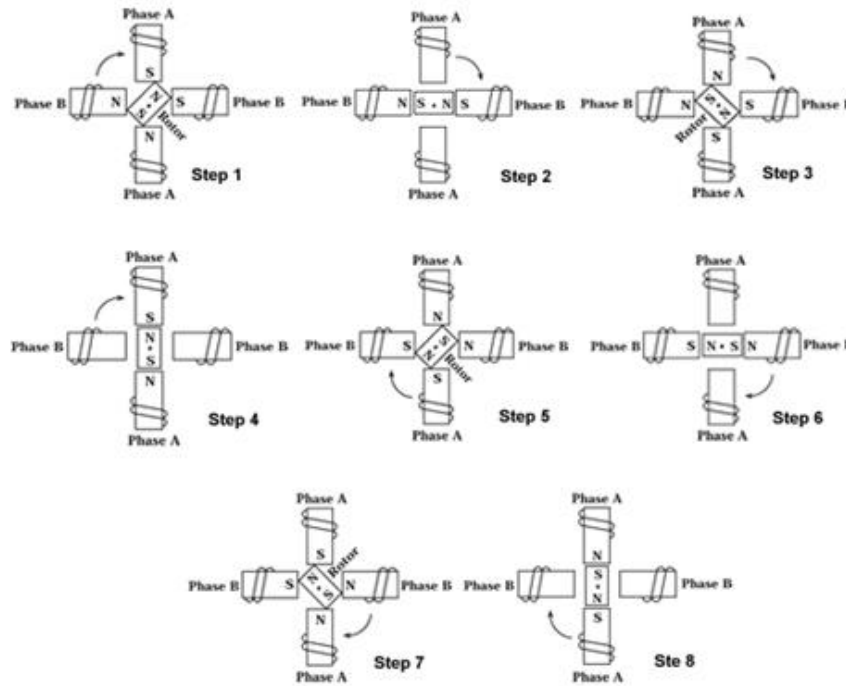 Phase A
Phase A
Phase A
S
N
Phase B N S N S Phase B
Phase B N S N S Phase B
Phase B N S N S Phase B
N Rotor
Rotor S
Step 1
Step 2
Step 3
Phase A
Phase A
Phase A
Phase A
Phase A
Phase A
S
N
Phase B N S Phase B
Phase B S N S N Phase B
Phase B S N S N Phase B
N
S Rotor
Step 4
Step 5
Step 6
Phase A
Phase A
Phase A
Phase A
Phase A
S
N
Rotor
Phase B S N S N Phase B
Phase B S N Phase B
N
S
Step 7
Ste 8
Phase A
Phase A